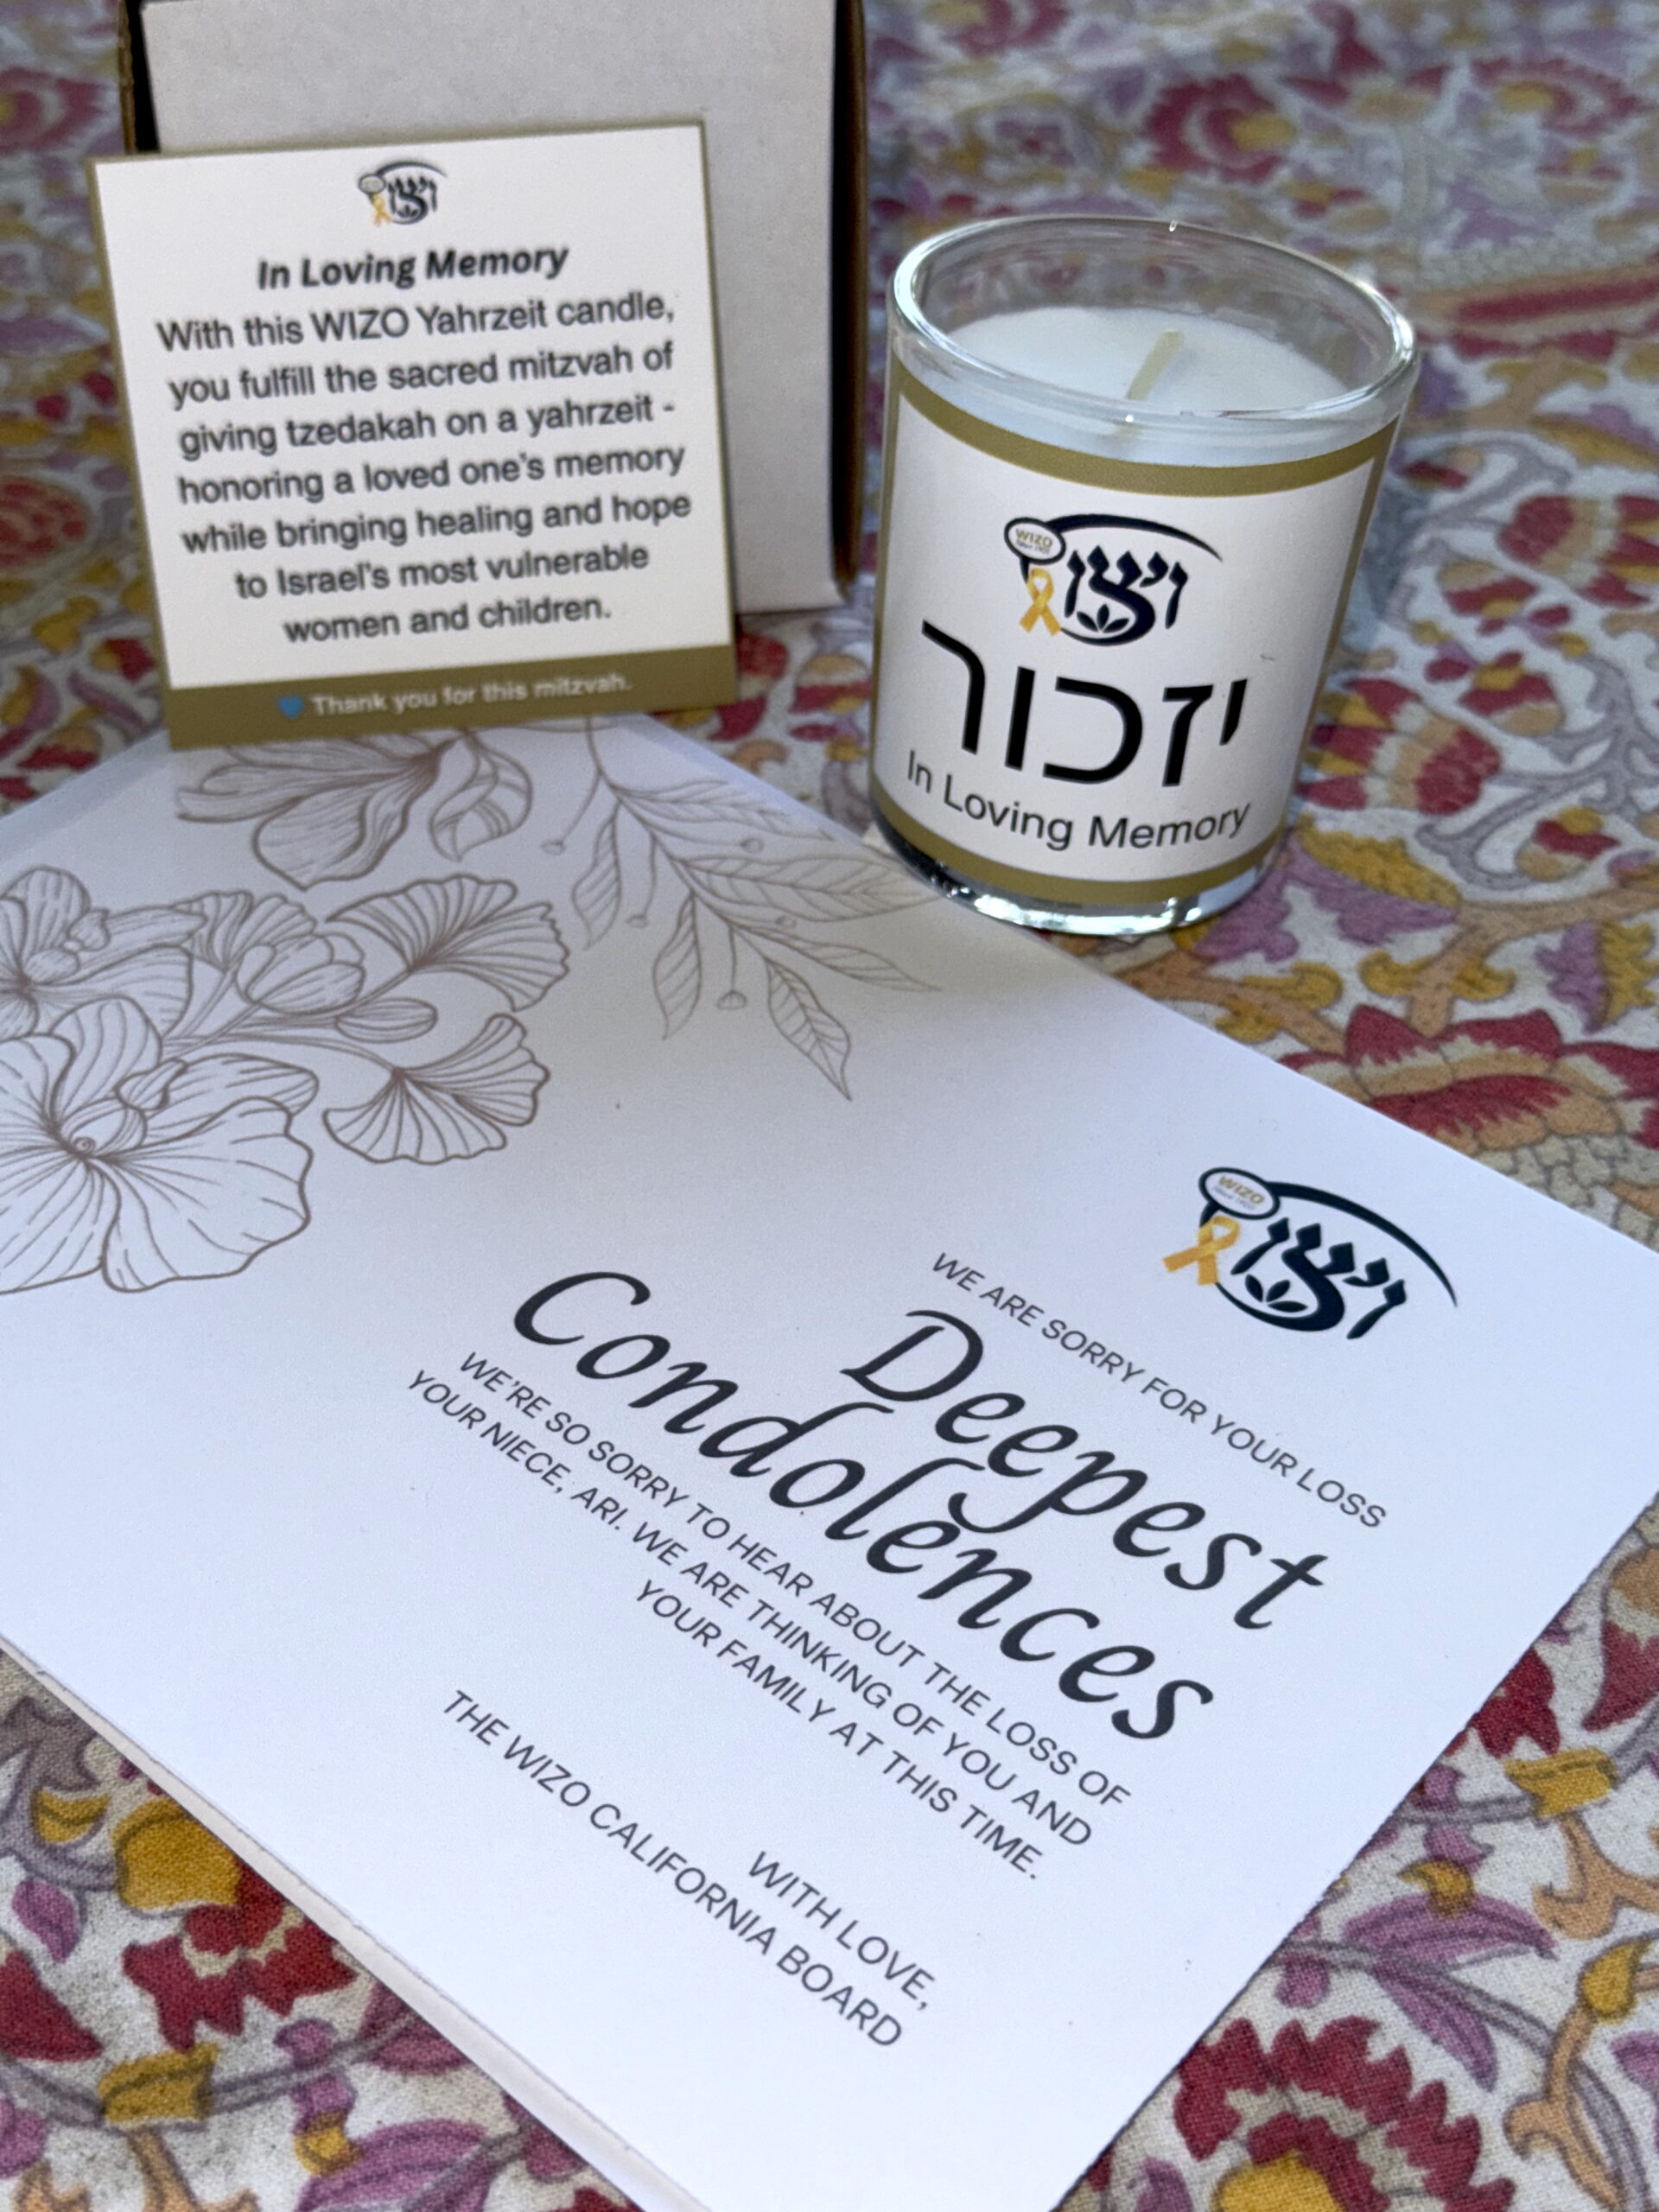 ויצו
In Loving Memory
With this WIZO Yahrzeit candle,
you fulfill the sacred mitzvah of
giving tzedakah on a yahrzeit -
honoring a loved one's memory
while bringing healing and hope
to Israel's most vulnerable
women and children.
Thank you for this mitzvah.
WIZO
ויצו
יזכור
In Loving Memory
WIZO
ויצו
WE ARE SORRY FOR YOUR LOSS
Deepest
Condolences
WE'RE SO SORRY TO HEAR ABOUT THE LOSS OF
YOUR NIECE, ARI. WE ARE THINKING OF YOU AND
YOUR FAMILY AT THIS TIME.
WITH LOVE,
THE WIZO CALIFORNIA BOARD